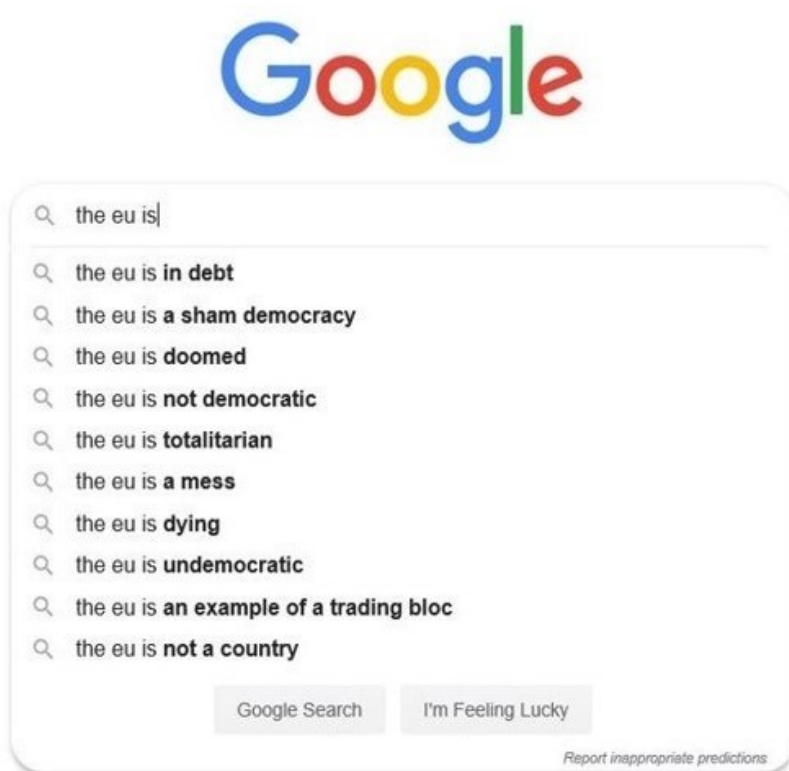 Google
the eu is
the eu is in debt
the eu is a sham democracy
the eu is doomed
the eu is not democratic
the eu is totalitarian
the eu is a mess
the eu is dying
the eu is undemocratic
the eu is an example of a trading bloc
the eu is not a country
Google Search I'm Feeling Lucky
Report inappropriate predictions